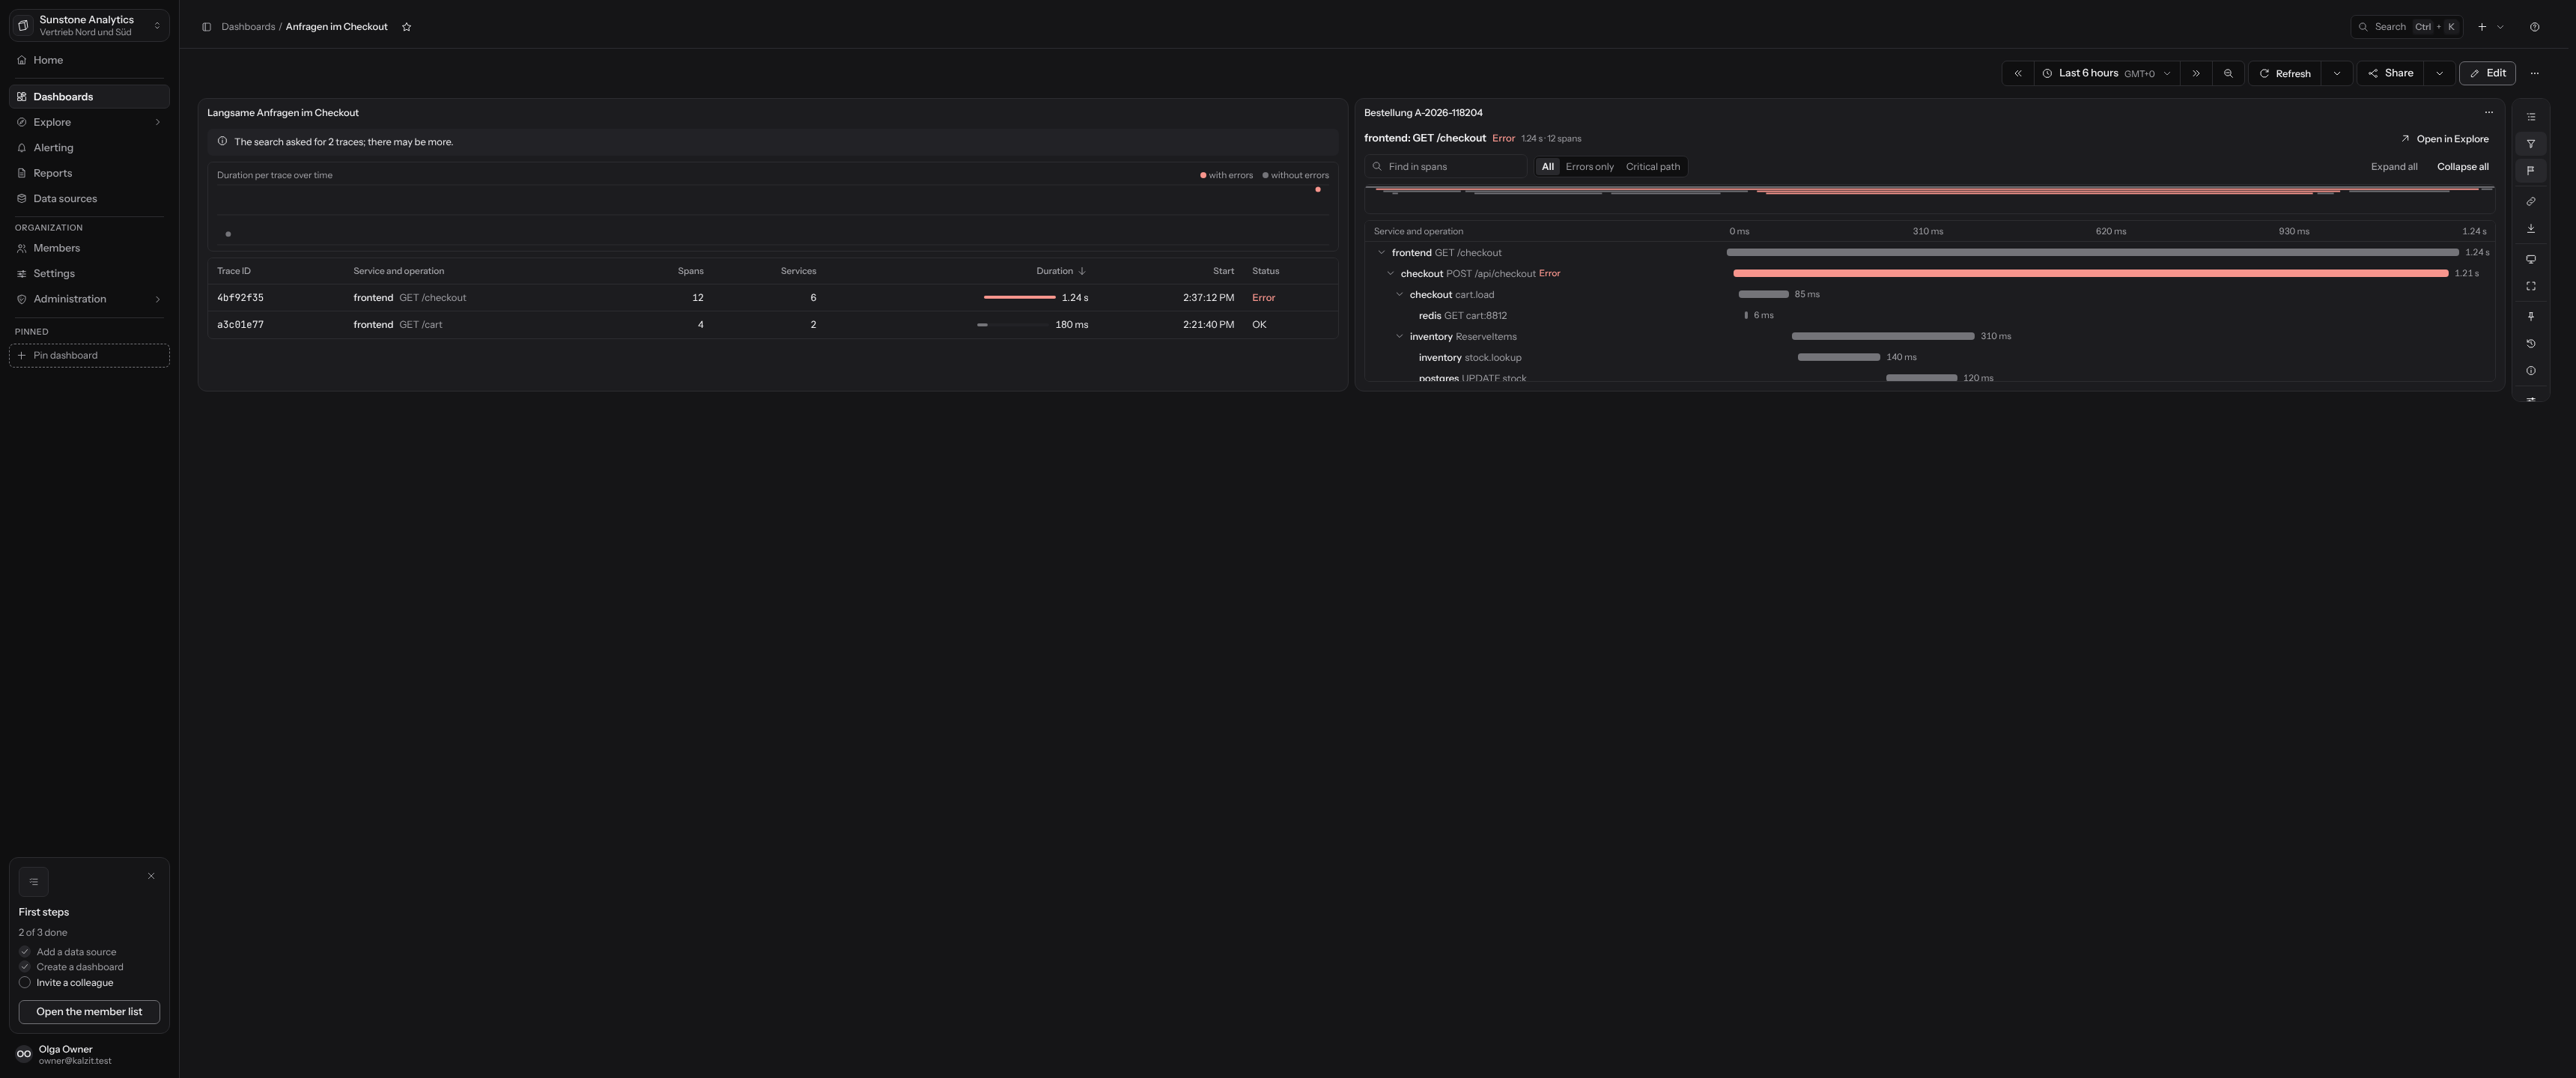 Sunstone Analytics
Vertrieb Nord und Süd
Home
Dashboards
Explore
Alerting
Reports
Data sources
ORGANIZATION
Members
Settings
Administration
PINNED
Pin dashboard
First steps
2 of 3 done
Add a data source
Create a dashboard
Invite a colleague
Open the member list
OO Olga Owner
owner@kalzit.test
Dashboards / Anfragen im Checkout
Search Ctrl + K
Last 6 hours GMT+0
Refresh
Share
Edit
Langsame Anfragen im Checkout
The search asked for 2 traces; there may be more.
Duration per trace over time with errors without errors
Trace ID Service and operation Spans Services Duration Start Status
4bf92f35 frontend GET /checkout 12 6 1.24 s 2:37:12 PM Error
a3c01e77 frontend GET /cart 4 2 180 ms 2:21:40 PM OK
Bestellung A-2026-118204
frontend: GET /checkout Error 1.24 s · 12 spans Open in Explore
Find in spans All Errors only Critical path Expand all Collapse all
Service and operation 0 ms 310 ms 620 ms 930 ms 1.24 s
frontend GET /checkout 1.24 s
checkout POST /api/checkout Error 1.21 s
checkout cart.load 85 ms
redis GET cart:8812 6 ms
inventory ReserveItems 310 ms
inventory stock.lookup 140 ms
postgres UPDATE stock 120 ms